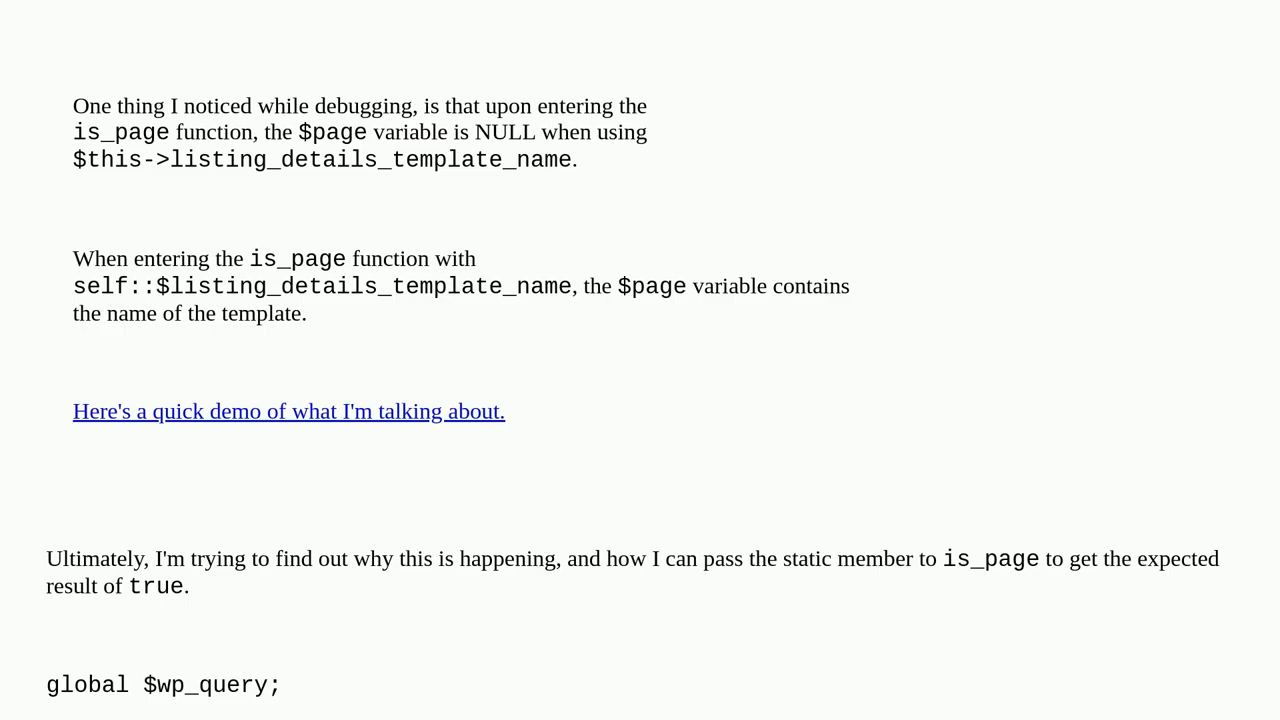 One thing I noticed while debugging, is that upon entering the
is_page function, the $page variable is NULL when using
$this->listing_details_template_name.
When entering the is_page function with
self::$listing_details_template_name, the $page variable contains
the name of the template.
Here's a quick demo of what I'm talking about.
Ultimately, I'm trying to find out why this is happening, and how I can pass the static member to is_page to get the expected
result of true.
global $wp_query;